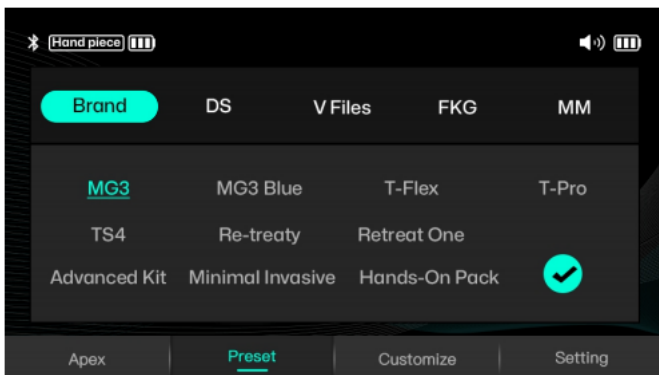 Hand piece
Brand DS V Files FKG MM
MG3 MG3 Blue T-Flex T-Pro
TS4 Re-treaty Retreat One
Advanced Kit Minimal Invasive Hands-On Pack
Apex Preset Customize Setting